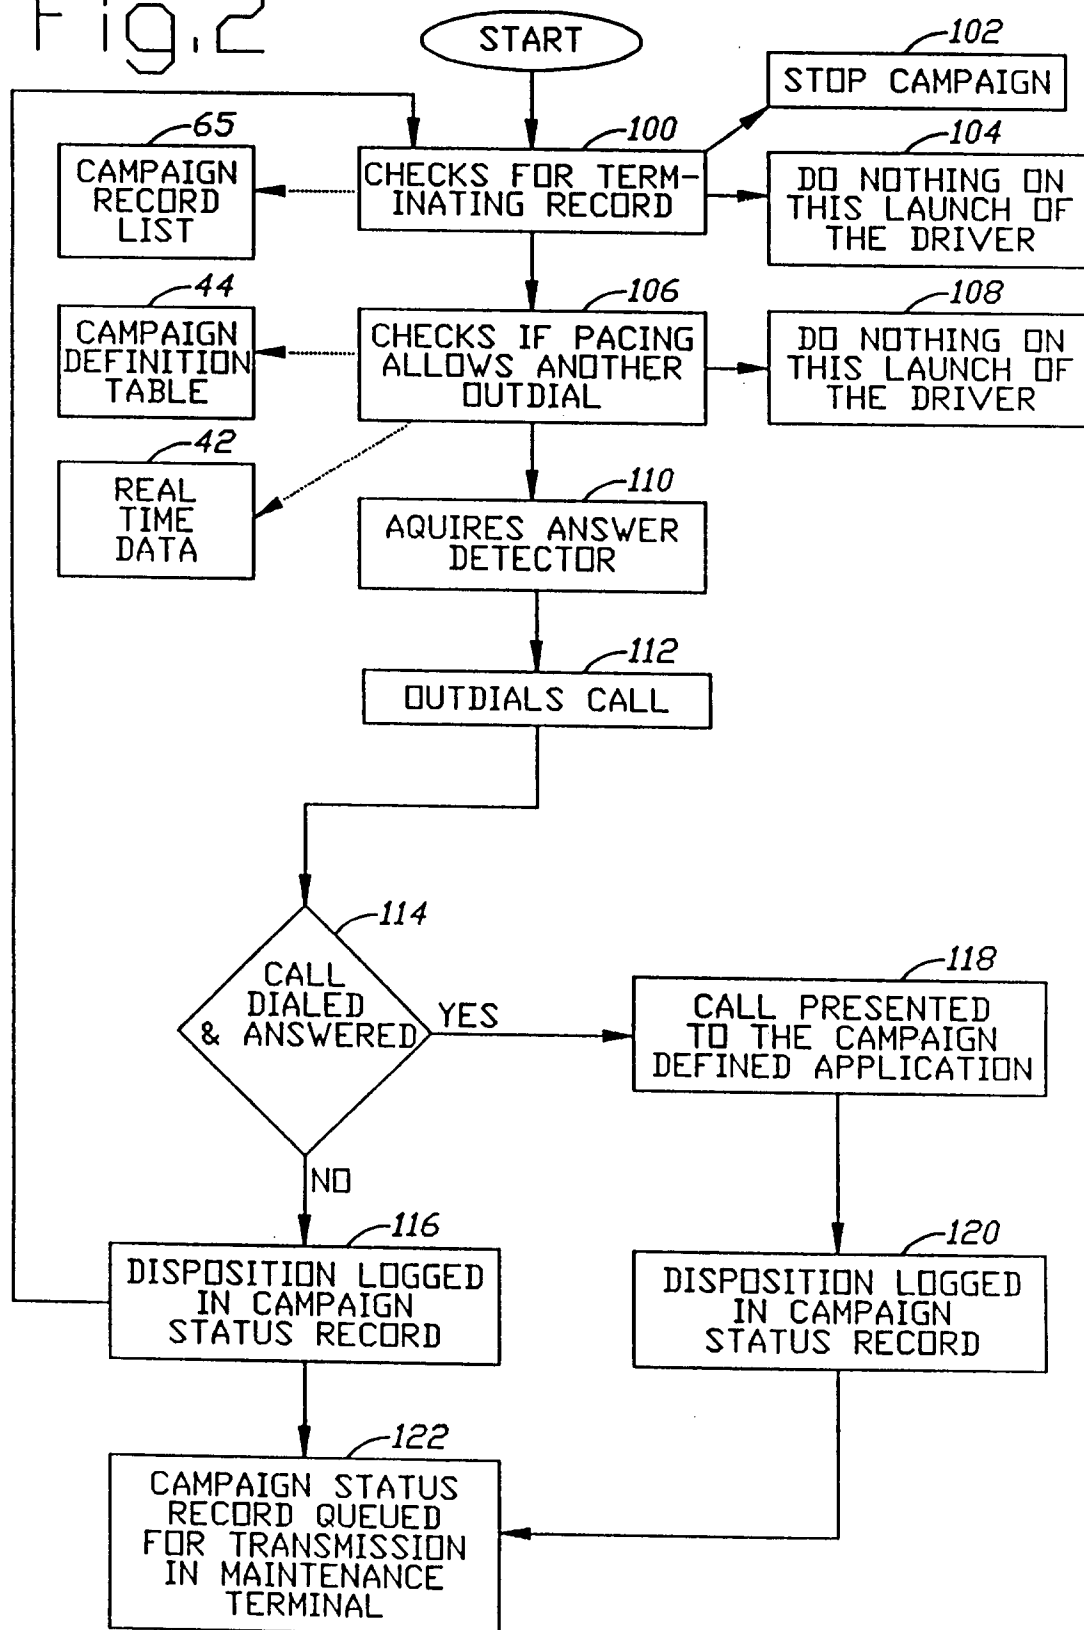 Fig.2
START
102
STOP CAMPAIGN
65
CAMPAIGN
RECORD
LIST
100
CHECKS FOR TERM-
INATING RECORD
104
DO NOTHING ON
THIS LAUNCH OF
THE DRIVER
44
CAMPAIGN
DEFINITION
TABLE
106
CHECKS IF PACING
ALLOWS ANOTHER
OUTDIAL
108
DO NOTHING ON
THIS LAUNCH OF
THE DRIVER
42
REAL
TIME
DATA
110
AQUIRES ANSWER
DETECTOR
112
OUTDIALS CALL
114
CALL
DIALED
& ANSWERED
YES
NO
118
CALL PRESENTED
TO THE CAMPAIGN
DEFINED APPLICATION
116
DISPOSITION LOGGED
IN CAMPAIGN
STATUS RECORD
120
DISPOSITION LOGGED
IN CAMPAIGN
STATUS RECORD
122
CAMPAIGN STATUS
RECORD QUEUED
FOR TRANSMISSION
IN MAINTENANCE
TERMINAL